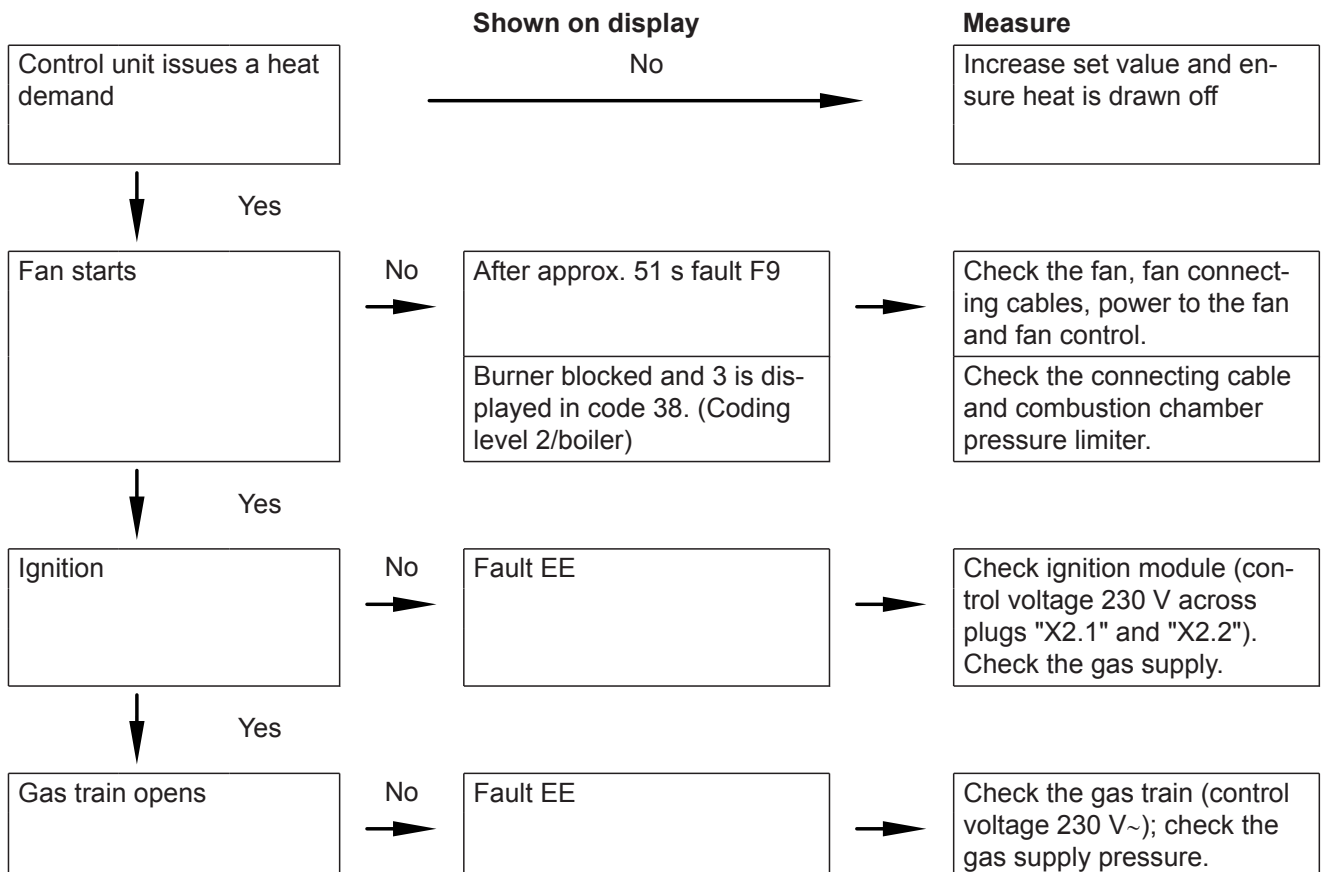 Shown on display
Measure
Control unit issues a heat
demand
No
Increase set value and en-
sure heat is drawn off
Yes
Fan starts
No
After approx. 51 s fault F9
Check the fan, fan connect-
ing cables, power to the fan
and fan control.
Burner blocked and 3 is dis-
played in code 38. (Coding
level 2/boiler)
Check the connecting cable
and combustion chamber
pressure limiter.
Yes
Ignition
No
Fault EE
Check ignition module (con-
trol voltage 230 V across
plugs "X2.1" and "X2.2").
Check the gas supply.
Yes
Gas train opens
No
Fault EE
Check the gas train (control
voltage 230 V~); check the
gas supply pressure.